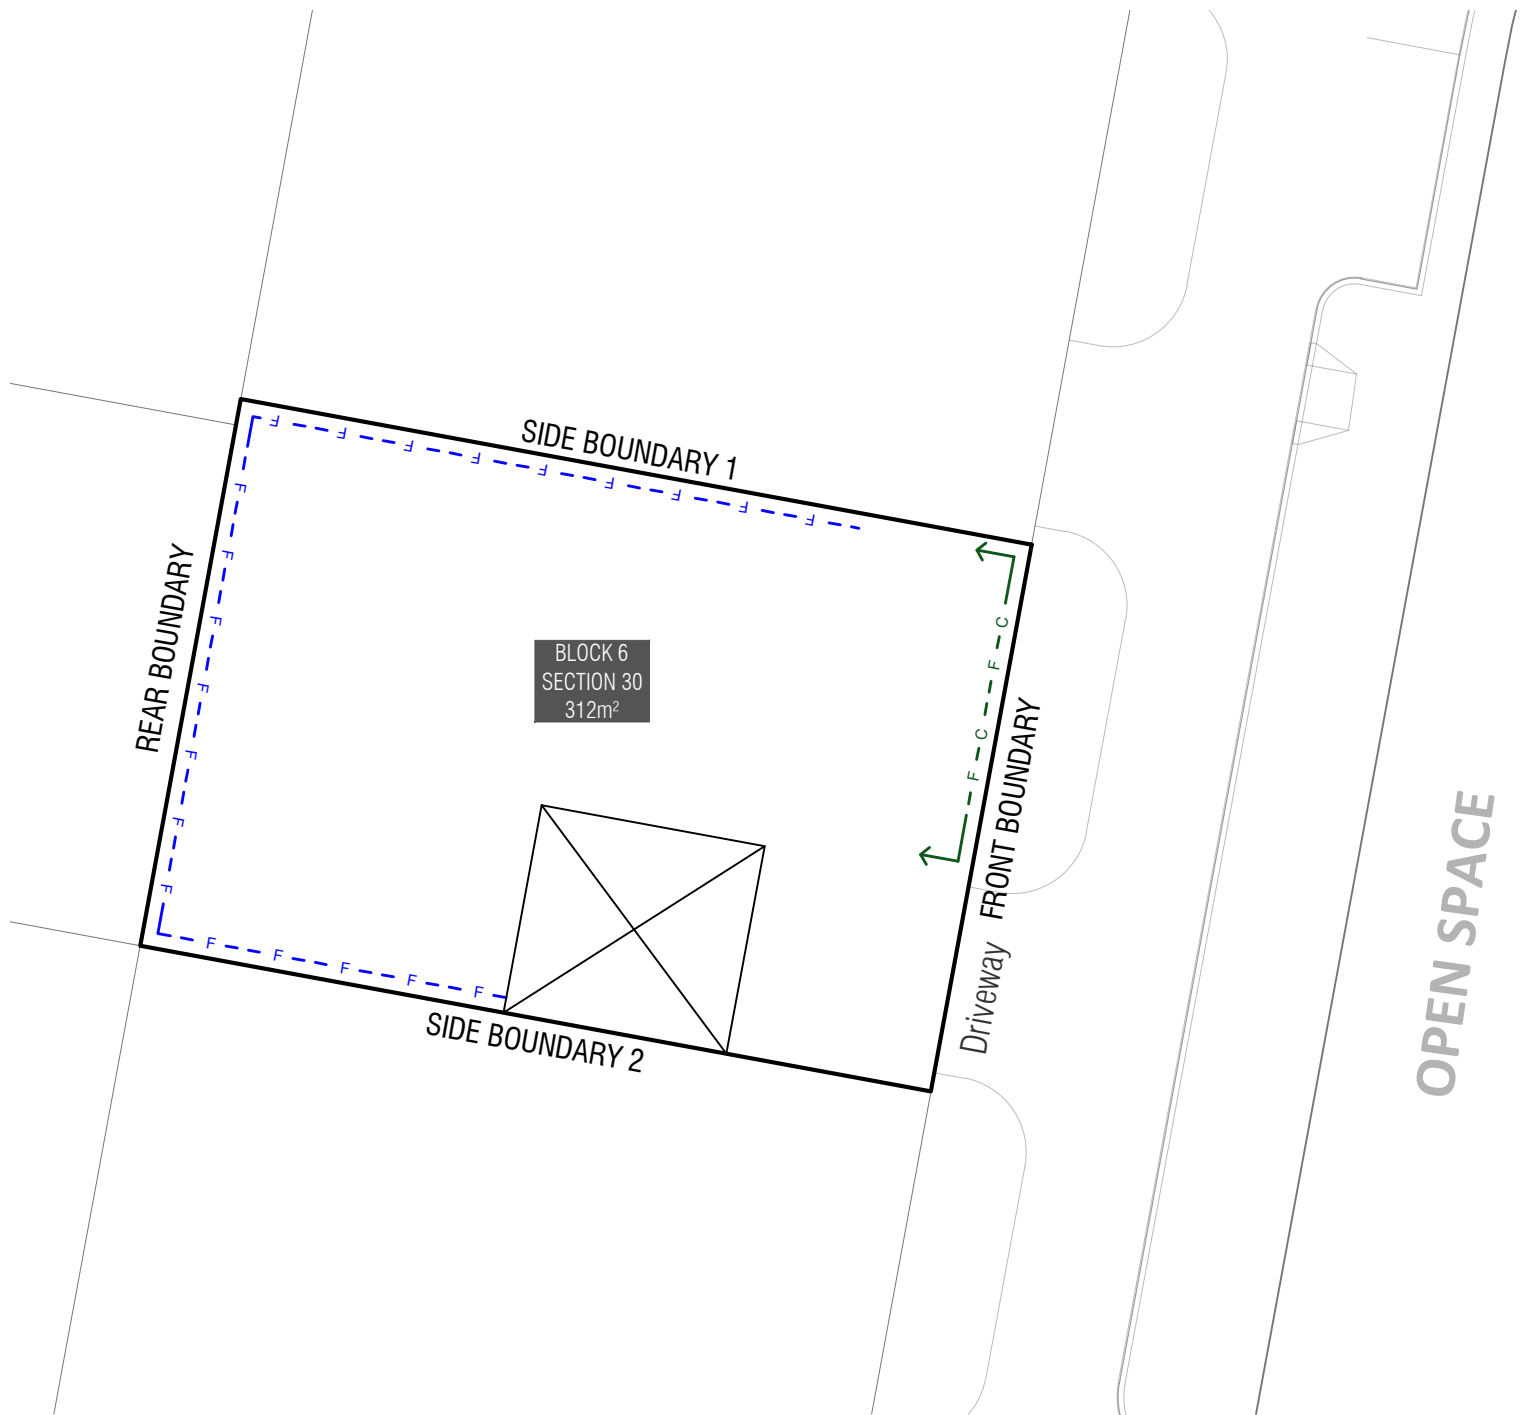 SIDE BOUNDARY 1
F F F F F F F F F
REAR BOUNDARY
F F F F F F F
BLOCK 6
SECTION 30
312m²
C F C F
FRONT BOUNDARY
Driveway
OPEN SPACE
F F F F F
SIDE BOUNDARY 2